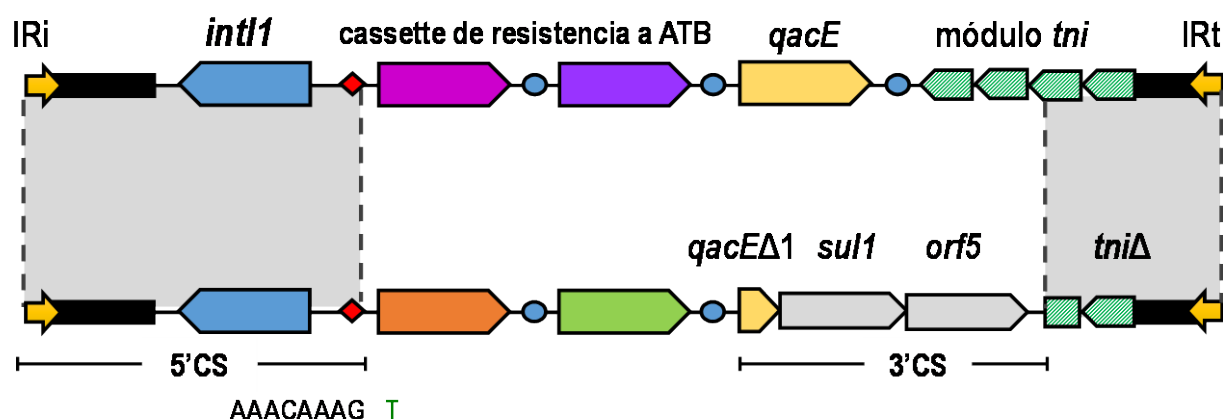 IRi intI1 cassette de resistencia a ATB qacE módulo tni IRt
qacEΔ1 sul1 orf5 tniΔ
5'CS 3'CS
AAACAAAG T